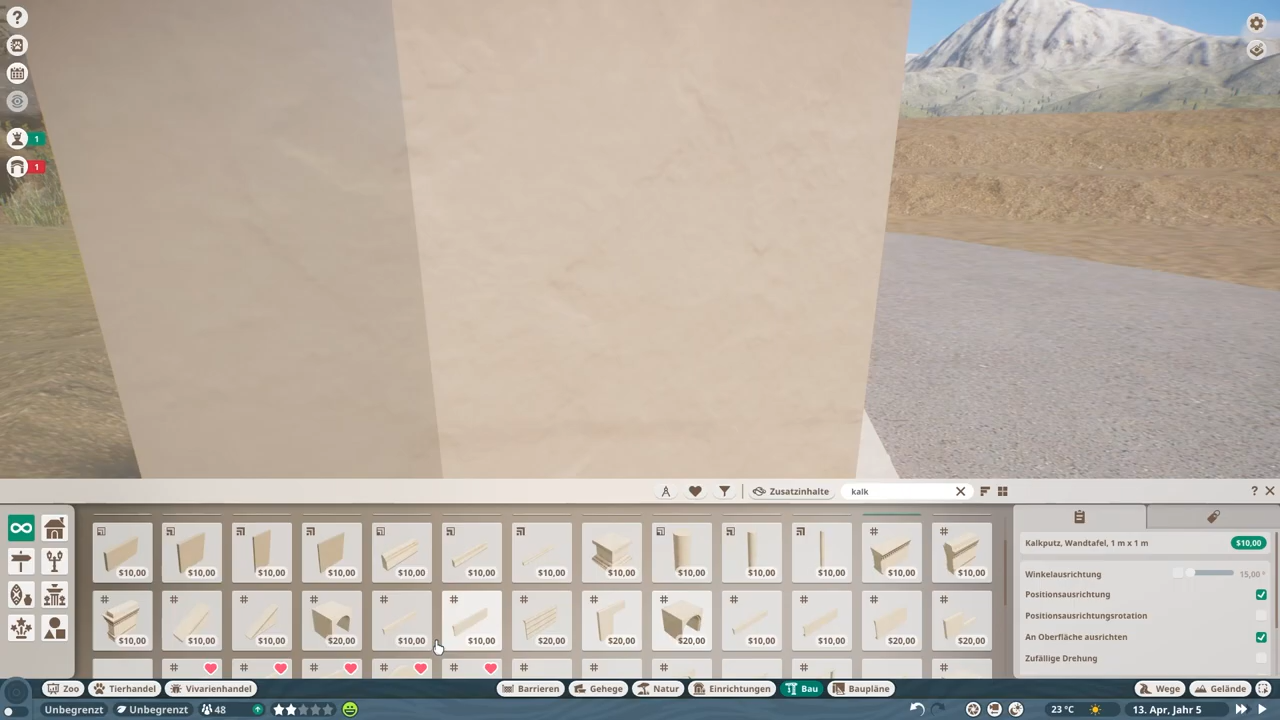 ?
1
1
Zusatzinhalte
kalk
?
$10,00 $10,00 $10,00 $10,00 $10,00 $10,00 $10,00 $10,00 $10,00 $10,00 $10,00 $10,00 $10,00
$10,00 $10,00 $10,00 $20,00 $10,00 $10,00 $20,00 $10,00 $20,00 $10,00 $10,00 $10,00 $10,00
Kalkputz, Wandtafel, 1 m x 1 m $10,00
Winkelausrichtung 15,00°
Positionsausrichtung
Positionsausrichtungsrotation
An Oberfläche ausrichten
Zufällige Drehung
Zoo Tierhandel Vivarienhandel Barrieren Gehege Natur Einrichtungen Bau Baupläne Wege Gelände
Unbegrenzt Unbegrenzt 48 23 °C 13. Apr, Jahr 5